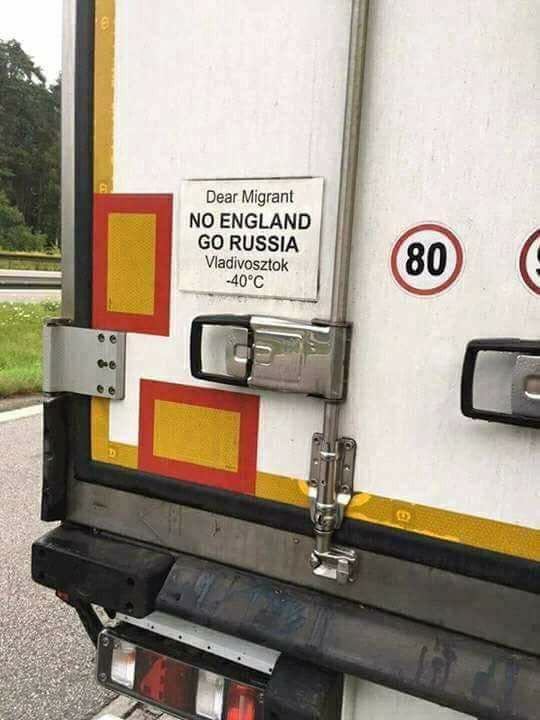 Dear Migrant
NO ENGLAND
GO RUSSIA
Vladivosztok
-40°C
80